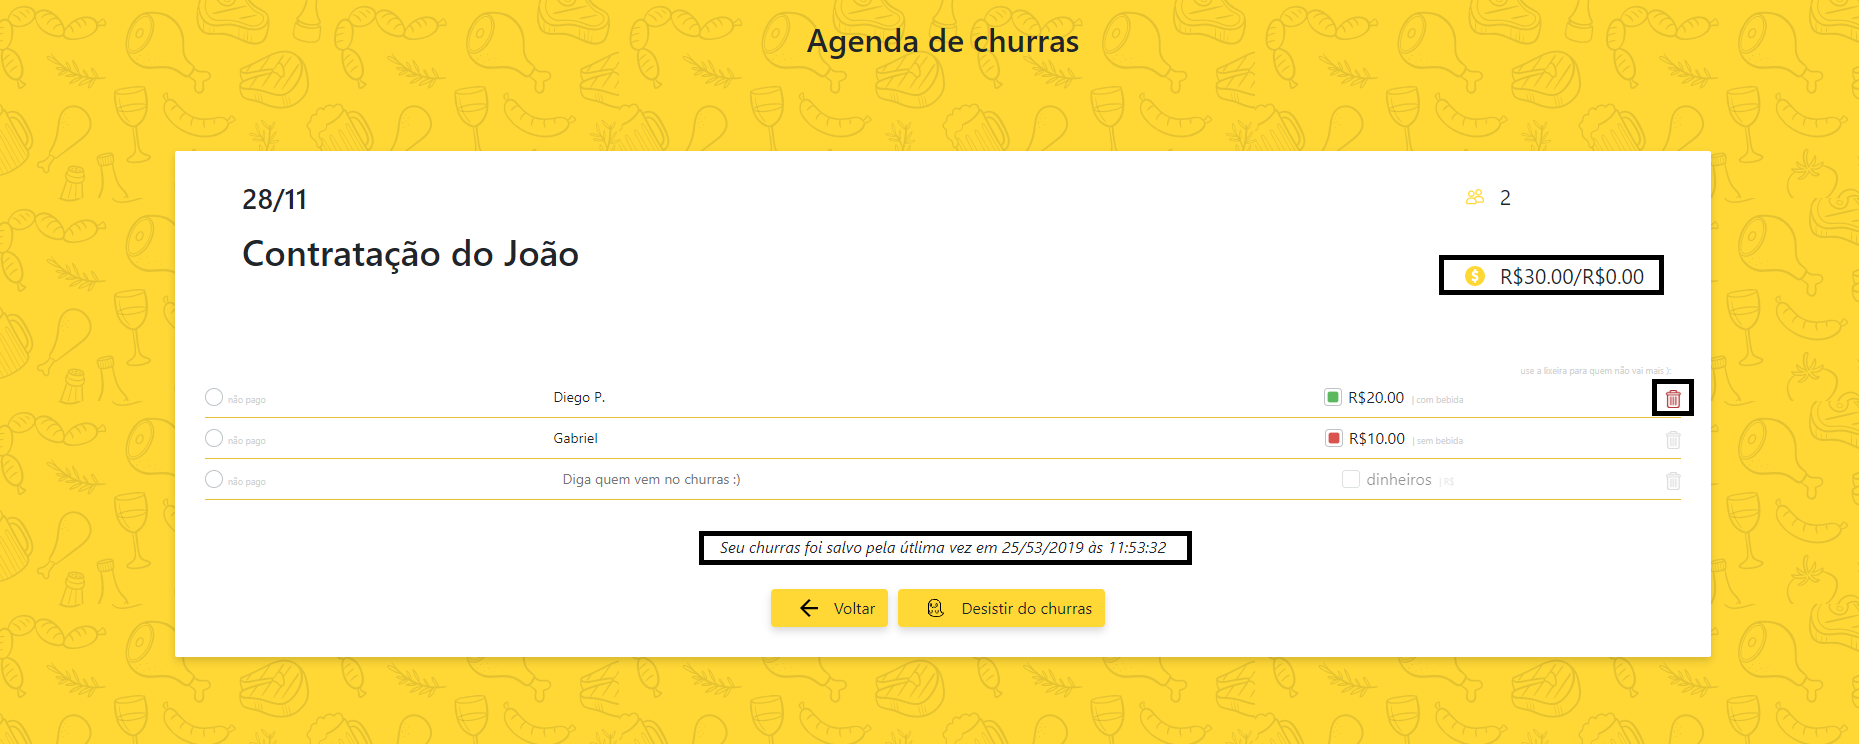 Agenda de churras
28/11
2
Contratação do João
R$30.00/R$0.00
use a lixeira para quem não vai mais ):
não pago Diego P. R$20.00 | com bebida
não pago Gabriel R$10.00 | sem bebida
não pago Diga quem vem no churras :) dinheiros | R$
Seu churras foi salvo pela útlima vez em 25/53/2019 às 11:53:32
Voltar Desistir do churras